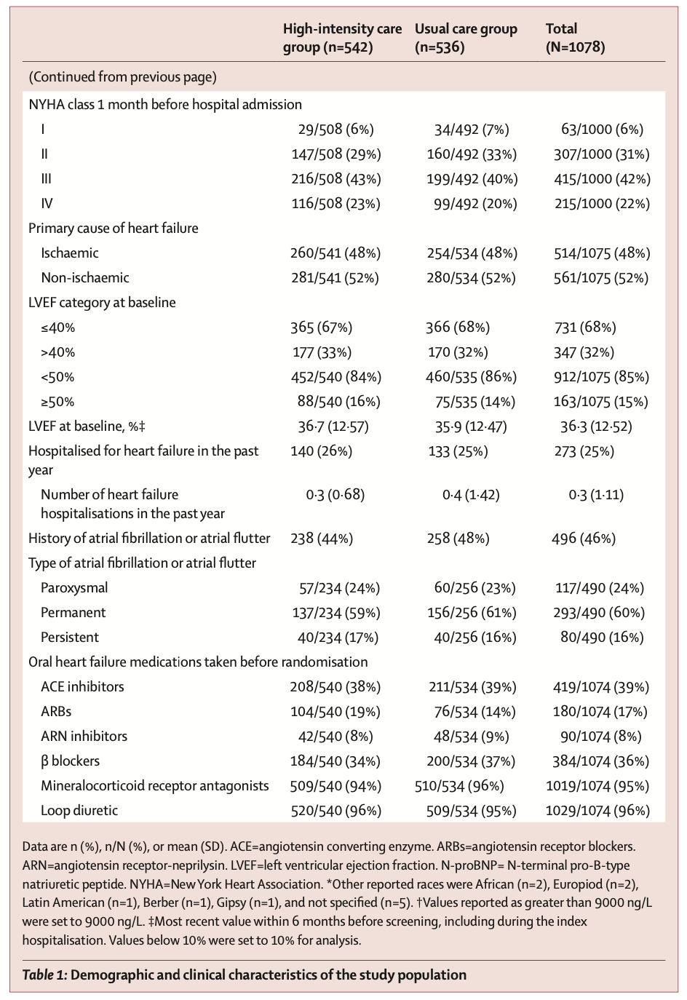 High-intensity care group (n=542) Usual care group (n=536) Total (N=1078)
(Continued from previous page)
NYHA class 1 month before hospital admission
I 29/508 (6%) 34/492 (7%) 63/1000 (6%)
II 147/508 (29%) 160/492 (33%) 307/1000 (31%)
III 216/508 (43%) 199/492 (40%) 415/1000 (42%)
IV 116/508 (23%) 99/492 (20%) 215/1000 (22%)
Primary cause of heart failure
Ischaemic 260/541 (48%) 254/534 (48%) 514/1075 (48%)
Non-ischaemic 281/541 (52%) 280/534 (52%) 561/1075 (52%)
LVEF category at baseline
≤40% 365 (67%) 366 (68%) 731 (68%)
>40% 177 (33%) 170 (32%) 347 (32%)
<50% 452/540 (84%) 460/535 (86%) 912/1075 (85%)
≥50% 88/540 (16%) 75/535 (14%) 163/1075 (15%)
LVEF at baseline, %‡ 36·7 (12·57) 35·9 (12·47) 36·3 (12·52)
Hospitalised for heart failure in the past 140 (26%) 133 (25%) 273 (25%)
year
Number of heart failure 0·3 (0·68) 0·4 (1·42) 0·3 (1·11)
hospitalisations in the past year
History of atrial fibrillation or atrial flutter 238 (44%) 258 (48%) 496 (46%)
Type of atrial fibrillation or atrial flutter
Paroxysmal 57/234 (24%) 60/256 (23%) 117/490 (24%)
Permanent 137/234 (59%) 156/256 (61%) 293/490 (60%)
Persistent 40/234 (17%) 40/256 (16%) 80/490 (16%)
Oral heart failure medications taken before randomisation
ACE inhibitors 208/540 (38%) 211/534 (39%) 419/1074 (39%)
ARBs 104/540 (19%) 76/534 (14%) 180/1074 (17%)
ARN inhibitors 42/540 (8%) 48/534 (9%) 90/1074 (8%)
β blockers 184/540 (34%) 200/534 (37%) 384/1074 (36%)
Mineralocorticoid receptor antagonists 509/540 (94%) 510/534 (96%) 1019/1074 (95%)
Loop diuretic 520/540 (96%) 509/534 (95%) 1029/1074 (96%)
Data are n (%), n/N (%), or mean (SD). ACE=angiotensin converting enzyme. ARBs=angiotensin receptor blockers.
ARN=angiotensin receptor-neprilysin. LVEF=left ventricular ejection fraction. N-proBNP= N-terminal pro-B-type
natriuretic peptide. NYHA=New York Heart Association. *Other reported races were African (n=2), Europiod (n=2),
Latin American (n=1), Berber (n=1), Gipsy (n=1), and not specified (n=5). †Values reported as greater than 9000 ng/L
were set to 9000 ng/L. ‡Most recent value within 6 months before screening, including during the index
hospitalisation. Values below 10% were set to 10% for analysis.
Table 1: Demographic and clinical characteristics of the study population